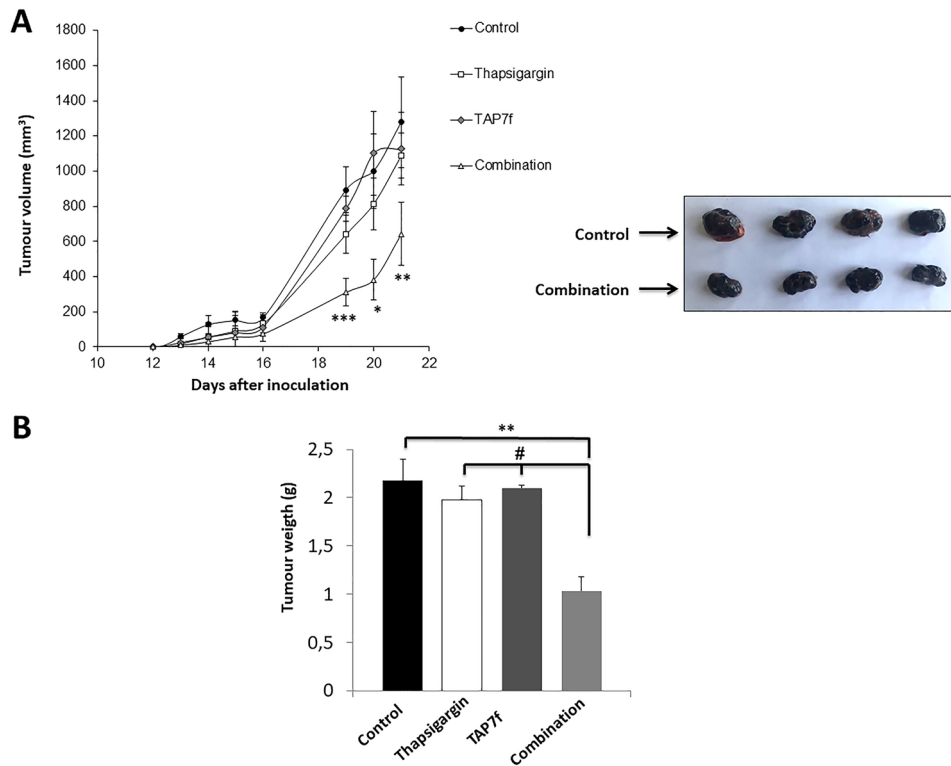 A
1800
1600
1400
1200
1000
800
600
400
200
0
Tumour volume (mm³)
10 12 14 16 18 20 22
Days after inoculation
***
*
**
Control
Thapsigargin
TAP7f
Combination
Control
Combination
B
2,5
2
1,5
1
0,5
0
Tumour weigth (g)
**
#
Control
Thapsigargin
TAP7f
Combination